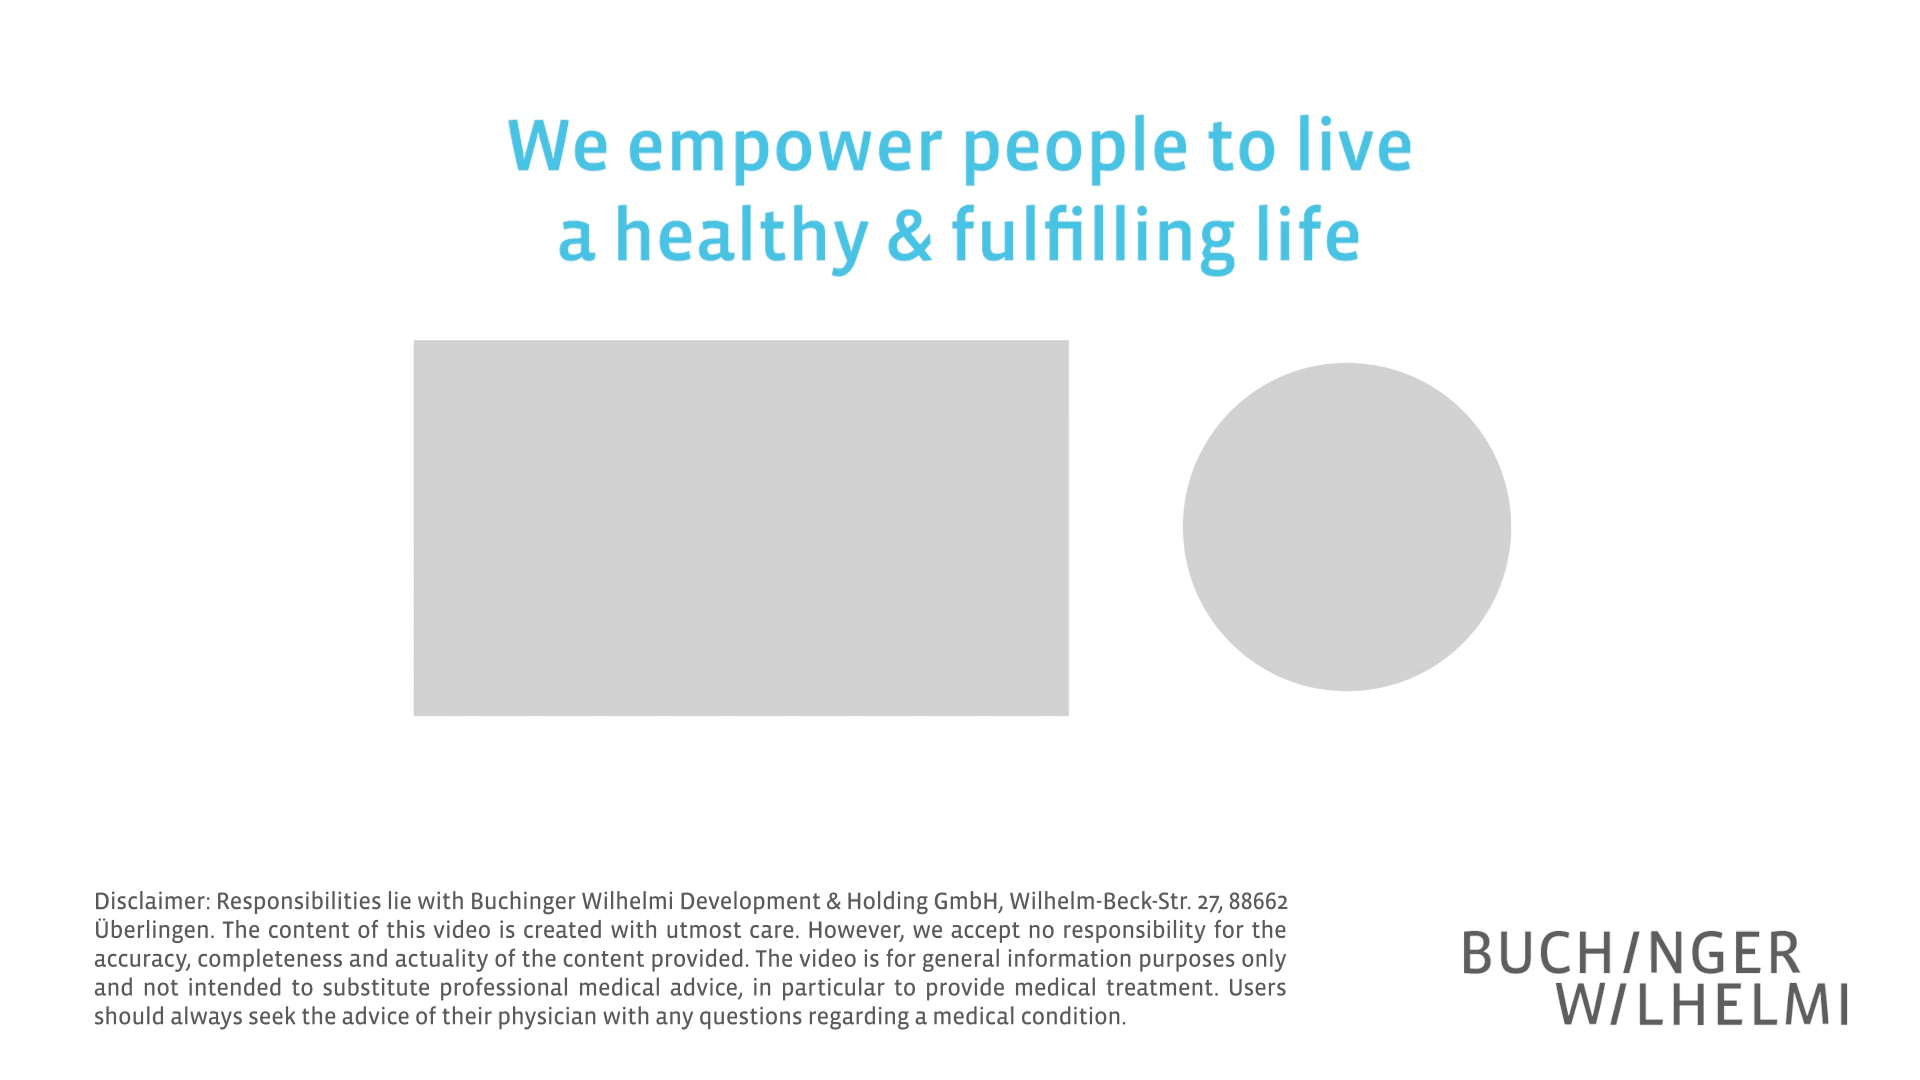 We empower people to live
a healthy & fulfilling life
Disclaimer: Responsibilities lie with Buchinger Wilhelmi Development & Holding GmbH, Wilhelm-Beck-Str. 27, 88662
Überlingen. The content of this video is created with utmost care. However, we accept no responsibility for the
accuracy, completeness and actuality of the content provided. The video is for general information purposes only
and not intended to substitute professional medical advice, in particular to provide medical treatment. Users
should always seek the advice of their physician with any questions regarding a medical condition.
BUCHINGER
WILHELMI